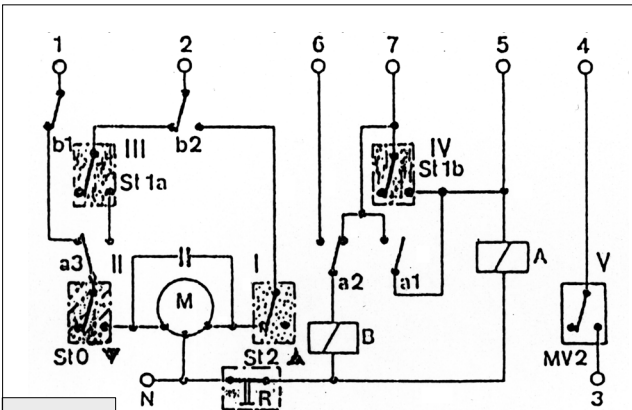 1 2 6 7 5 4
b1 III b2 IV
St1a St1b
a3 II I a2 a1 A V
M
B
St0 St2 MV2
N R 3